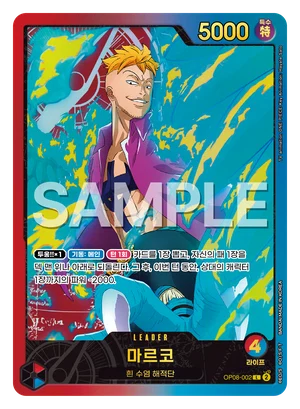 5000
특수
特
SAMPLE
두웅!!×1 기동: 메인 턴 1회 카드를 1장 뽑고, 자신의 패 1장을
덱 맨 위나 아래로 되돌린다. 그 후, 이번 턴 동안, 상대의 캐릭터
1장까지의 파워 -2000.
LEADER
마르코
흰 수염 해적단
4
라이프
OP08-002 L 2